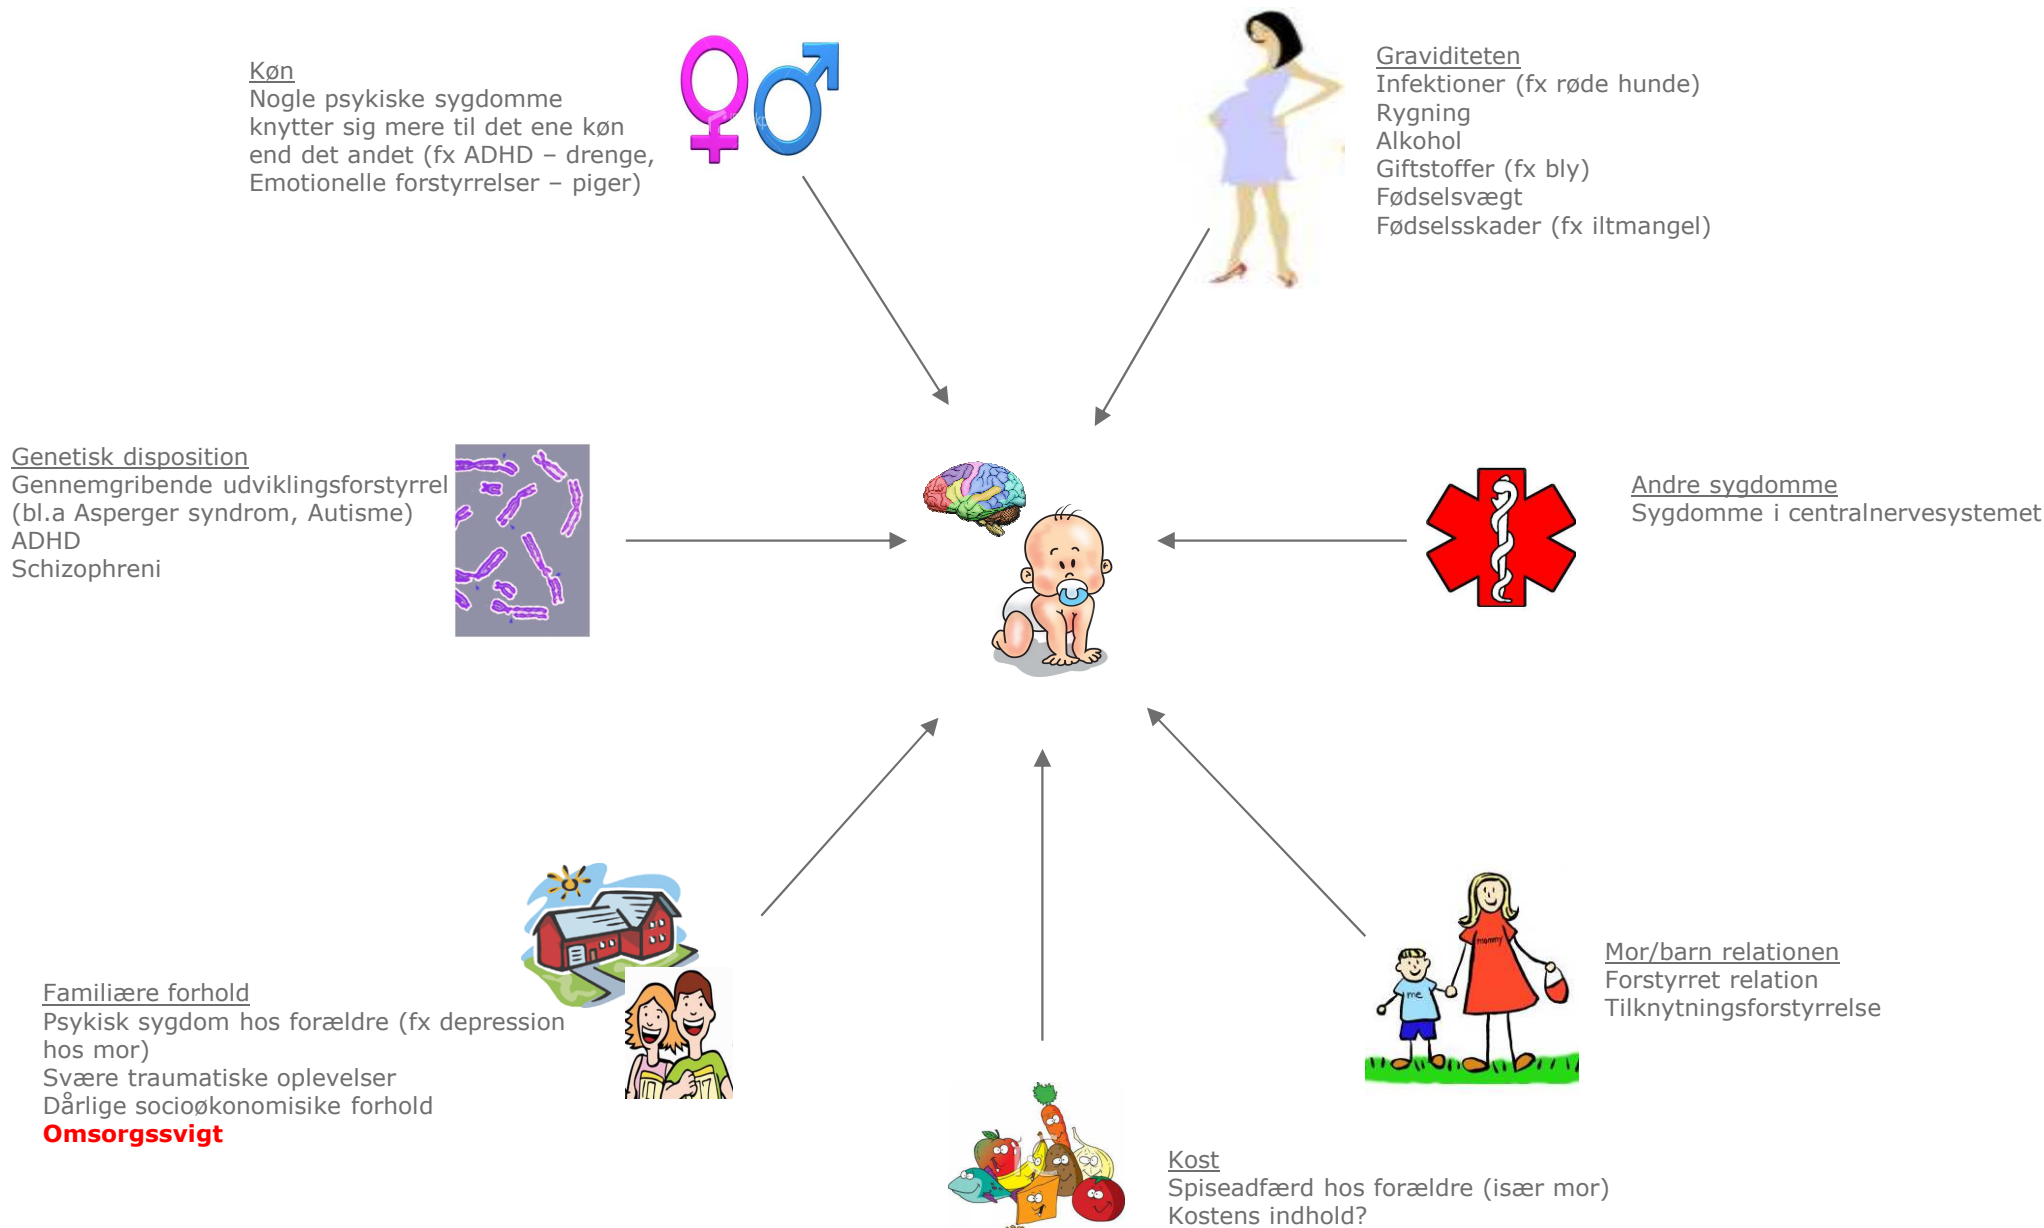 Køn
Nogle psykiske sygdomme
knytter sig mere til det ene køn
end det andet (fx ADHD – drenge,
Emotionelle forstyrrelser – piger)
Graviditeten
Infektioner (fx røde hunde)
Rygning
Alkohol
Giftstoffer (fx bly)
Fødselsvægt
Fødselsskader (fx iltmangel)
Genetisk disposition
Gennemgribende udviklingsforstyrrel
(bl.a Asperger syndrom, Autisme)
ADHD
Schizophreni
Andre sygdomme
Sygdomme i centralnervesystemet
Familiære forhold
Psykisk sygdom hos forældre (fx depression
hos mor)
Svære traumatiske oplevelser
Dårlige socioøkonomisike forhold
Omsorgssvigt
mommy
me
Mor/barn relationen
Forstyrret relation
Tilknytningsforstyrrelse
Kost
Spiseadfærd hos forældre (især mor)
Kostens indhold?